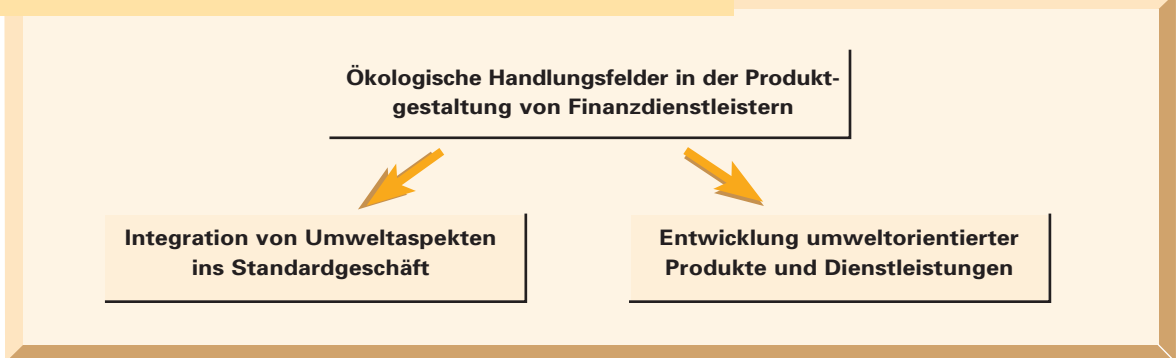 Ökologische Handlungsfelder in der Produkt-
gestaltung von Finanzdienstleistern
Integration von Umweltaspekten
ins Standardgeschäft
Entwicklung umweltorientierter
Produkte und Dienstleistungen